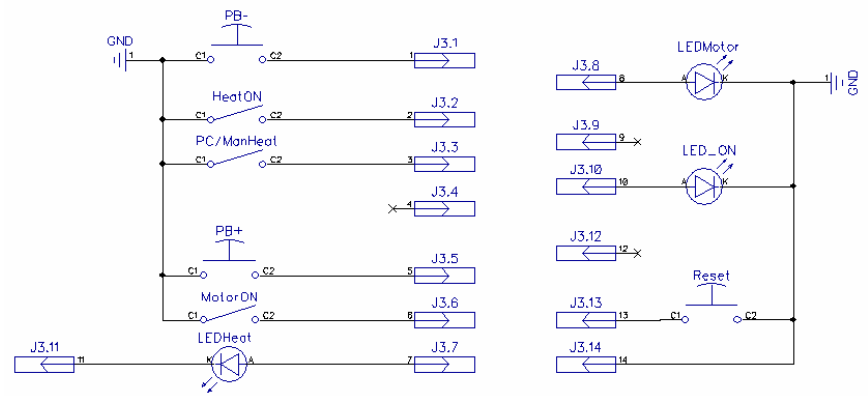 PB-
GND
1
C1 C2
1
J3.1
HeatON
C1 C2
2
J3.2
PC/ManHeat
C1 C2
3
J3.3
4
J3.4
PB+
C1 C2
5
J3.5
MotorON
C1 C2
6
J3.6
LEDHeat
J3.11
11
K A
7
J3.7
LEDMotor
J3.8
8
A K
1
GND
J3.9
9
LED_ON
J3.10
10
A K
J3.12
12
Reset
J3.13
13
C1 C2
J3.14
14